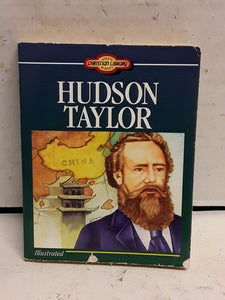 CHRISTIAN LIBRARY
HUDSON
TAYLOR
CHINA
Illustrated